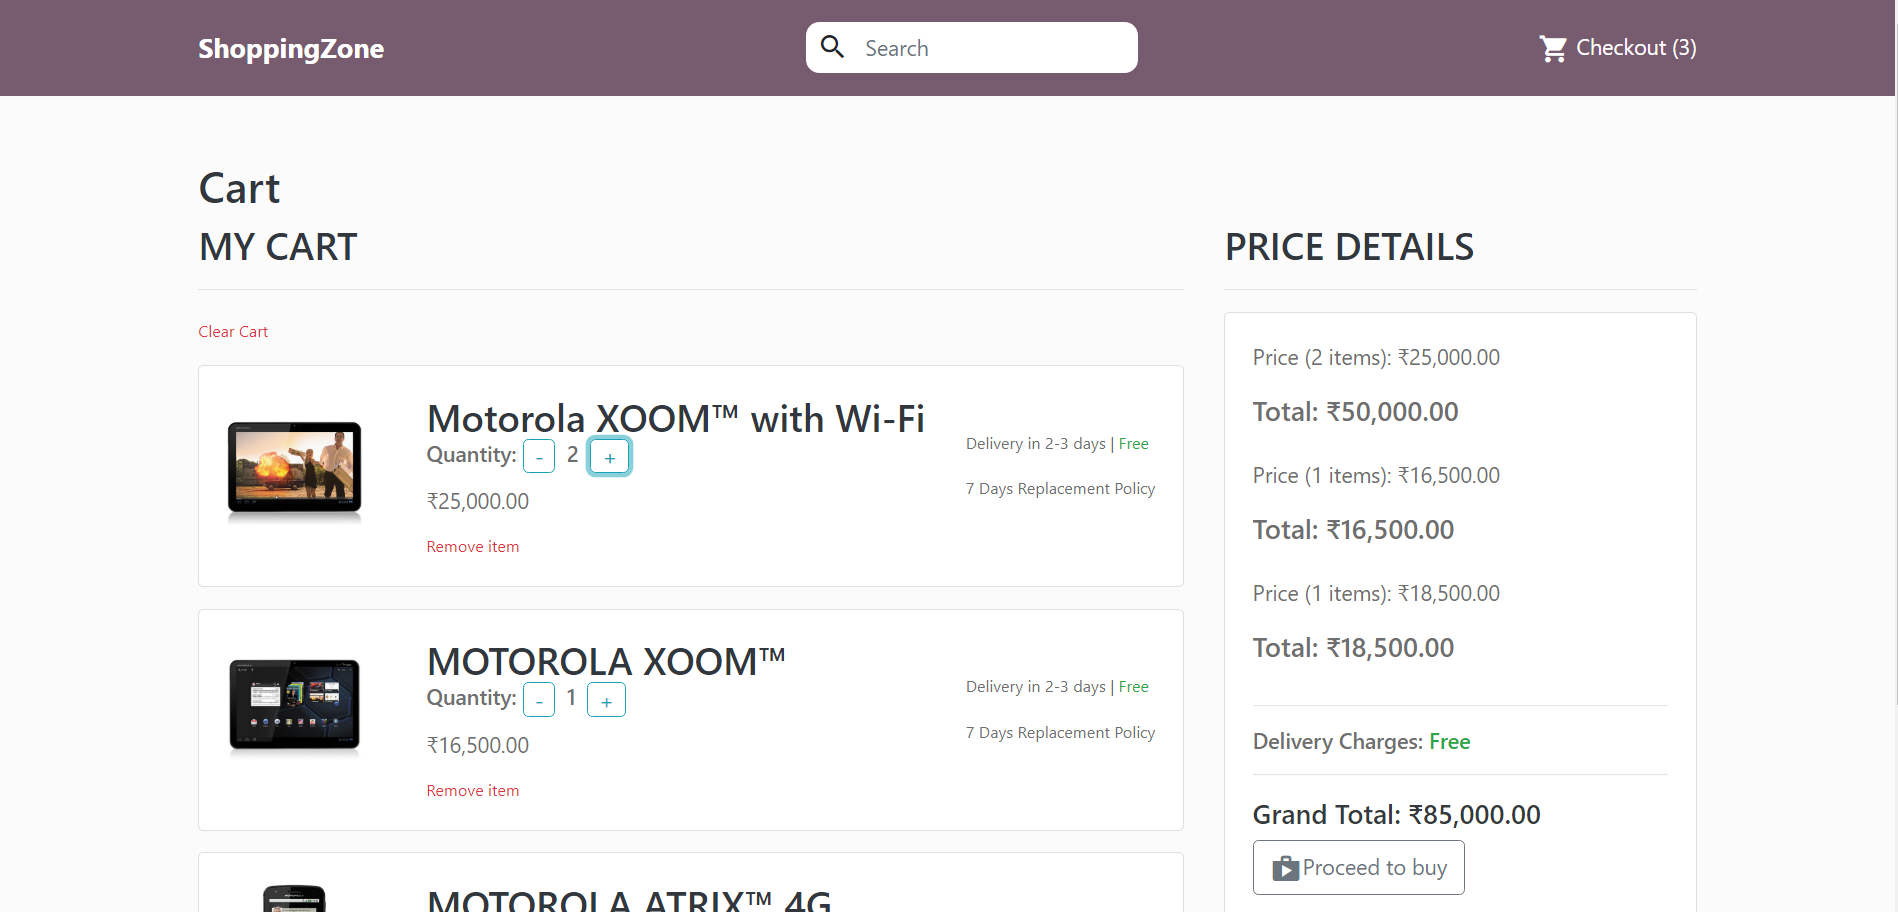 ShoppingZone
Search
Checkout (3)
Cart
MY CART
Clear Cart
Motorola XOOM™ with Wi-Fi
Quantity: - 2 +
₹25,000.00
Remove item
Delivery in 2-3 days | Free
7 Days Replacement Policy
MOTOROLA XOOM™
Quantity: - 1 +
₹16,500.00
Remove item
Delivery in 2-3 days | Free
7 Days Replacement Policy
MOTOROLA ATRIX™ 4G
PRICE DETAILS
Price (2 items): ₹25,000.00
Total: ₹50,000.00
Price (1 items): ₹16,500.00
Total: ₹16,500.00
Price (1 items): ₹18,500.00
Total: ₹18,500.00
Delivery Charges: Free
Grand Total: ₹85,000.00
Proceed to buy